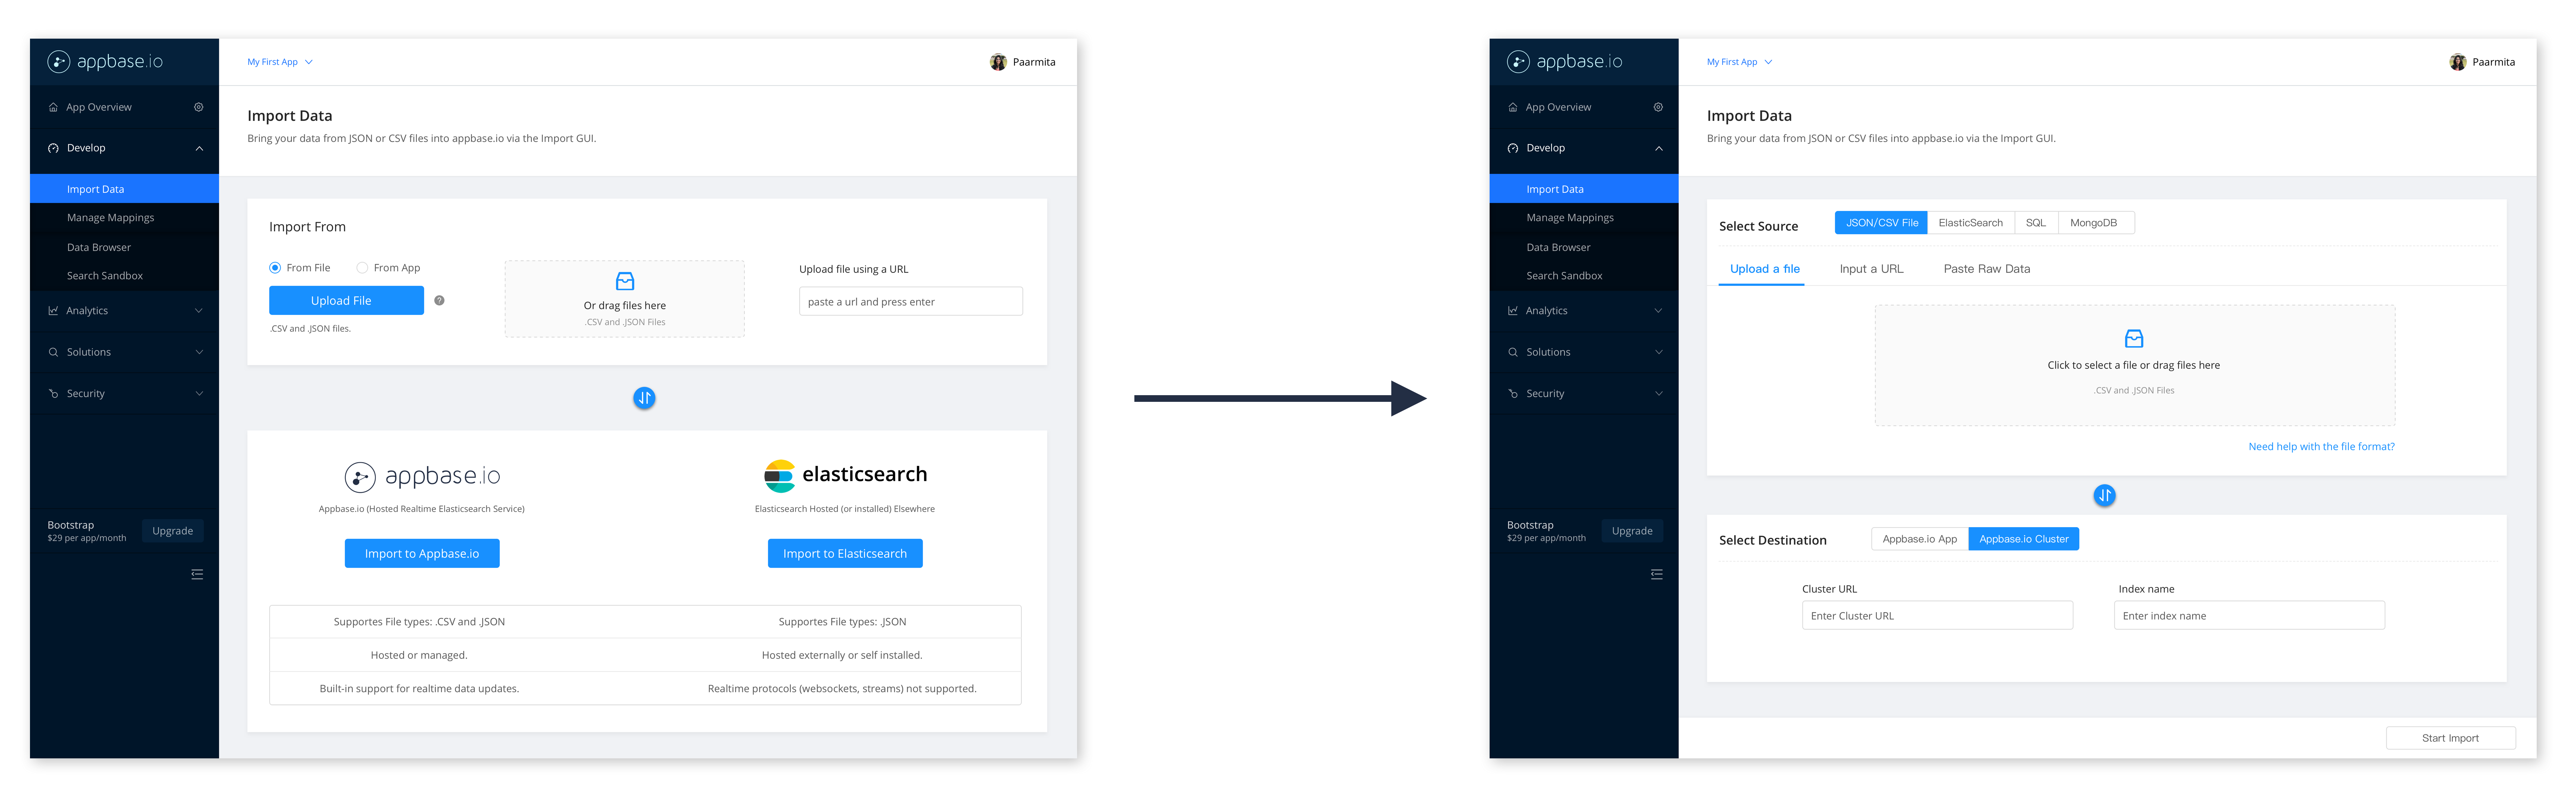 appbase.io
My First App
Paarmita
App Overview
Develop
Import Data
Manage Mappings
Data Browser
Search Sandbox
Analytics
Solutions
Security
Bootstrap
$29 per app/month
Upgrade
Import Data
Bring your data from JSON or CSV files into appbase.io via the Import GUI.
Import From
From File From App
Upload File ?
.CSV and .JSON files.
Or drag files here
.CSV and .JSON Files
Upload file using a URL
paste a url and press enter
appbase.io
Appbase.io (Hosted Realtime Elasticsearch Service)
Import to Appbase.io
elasticsearch
Elasticsearch Hosted (or installed) Elsewhere
Import to Elasticsearch
Supportes File types: .CSV and .JSON Supportes File types: .JSON
Hosted or managed. Hosted externally or self installed.
Built-in support for realtime data updates. Realtime protocols (websockets, streams) not supported.
appbase.io
My First App
Paarmita
App Overview
Develop
Import Data
Manage Mappings
Data Browser
Search Sandbox
Analytics
Solutions
Security
Bootstrap
$29 per app/month
Upgrade
Import Data
Bring your data from JSON or CSV files into appbase.io via the Import GUI.
Select Source JSON/CSV File ElasticSearch SQL MongoDB
Upload a file Input a URL Paste Raw Data
Click to select a file or drag files here
.CSV and .JSON Files
Need help with the file format?
Select Destination Appbase.io App Appbase.io Cluster
Cluster URL Index name
Enter Cluster URL Enter index name
Start Import